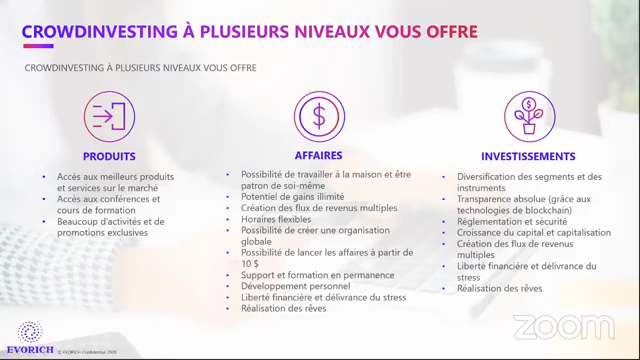 CROWDINVESTING À PLUSIEURS NIVEAUX VOUS OFFRE
CROWDINVESTING À PLUSIEURS NIVEAUX VOUS OFFRE
PRODUITS
• Accès aux meilleurs produits
et services sur le marché
• Accès aux conférences et
cours de formation
• Beaucoup d'activités et de
promotions exclusives
$
AFFAIRES
• Possibilité de travailler à la maison et être
patron de soi-même
• Potentiel de gains illimité
• Création des flux de revenus multiples
• Horaires flexibles
• Possibilité de créer une organisation
globale
• Possibilité de lancer les affaires à partir de
10 $
• Support et formation en permanence
• Développement personnel
• Liberté financière et délivrance du stress
• Réalisation des rêves
$
INVESTISSEMENTS
• Diversification des segments et des
instruments
• Transparence absolue (grâce aux
technologies de blockchain)
• Réglementation et sécurité
• Croissance du capital et capitalisation
• Création des flux de revenus
multiples
• Liberté financière et délivrance du
stress
• Réalisation des rêves
EVORICH
© EVORICH Confidential 2020
zoom